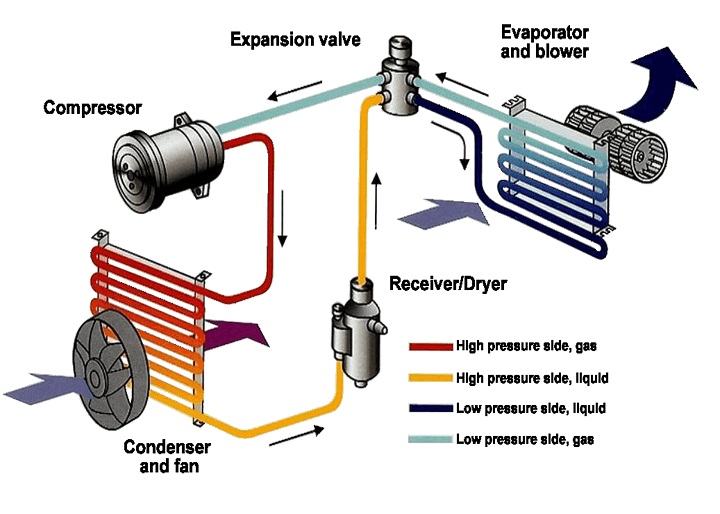 Expansion valve
Evaporator
and blower
Compressor
Receiver/Dryer
High pressure side, gas
High pressure side, liquid
Low pressure side, liquid
Low pressure side, gas
Condenser
and fan